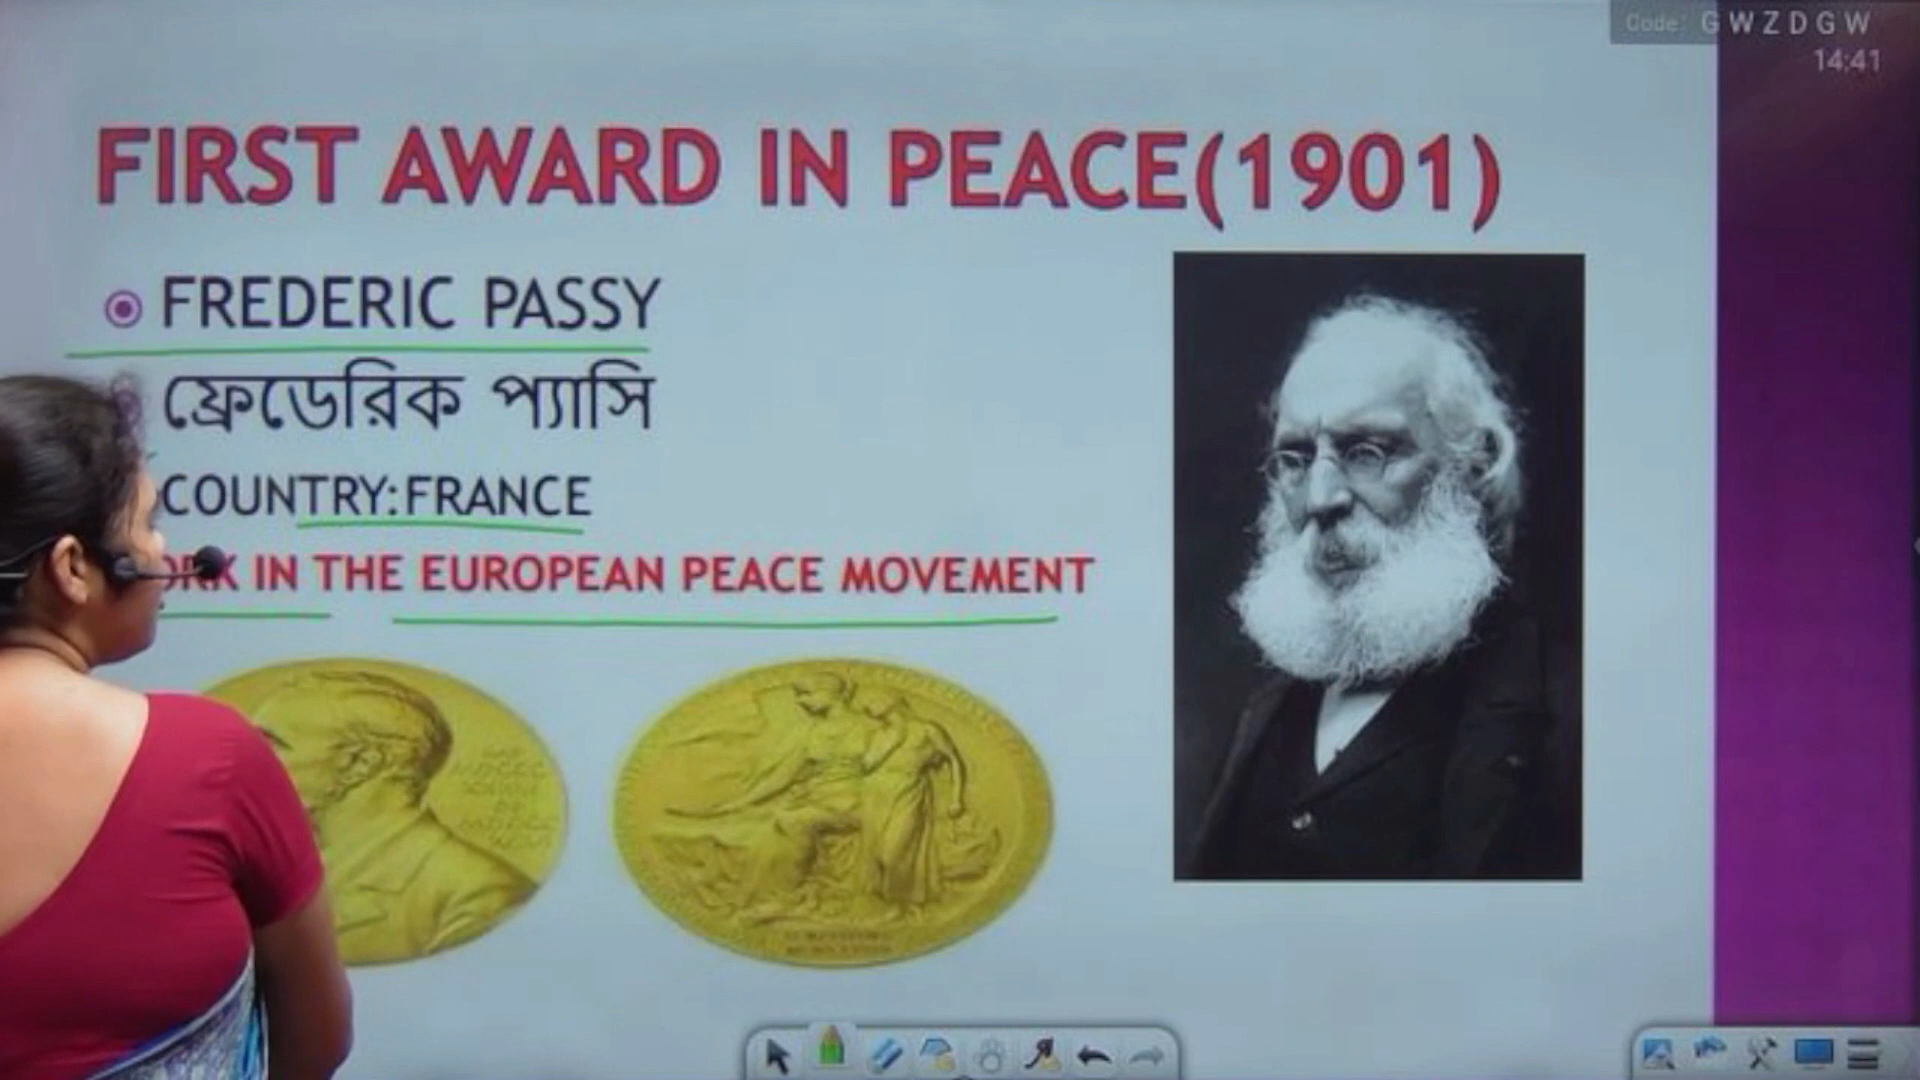 Code: GWZDGW
14:41
FIRST AWARD IN PEACE(1901)
FREDERIC PASSY
ফ্রেডেরিক প্যাসি
COUNTRY:FRANCE
IN THE EUROPEAN PEACE MOVEMENT